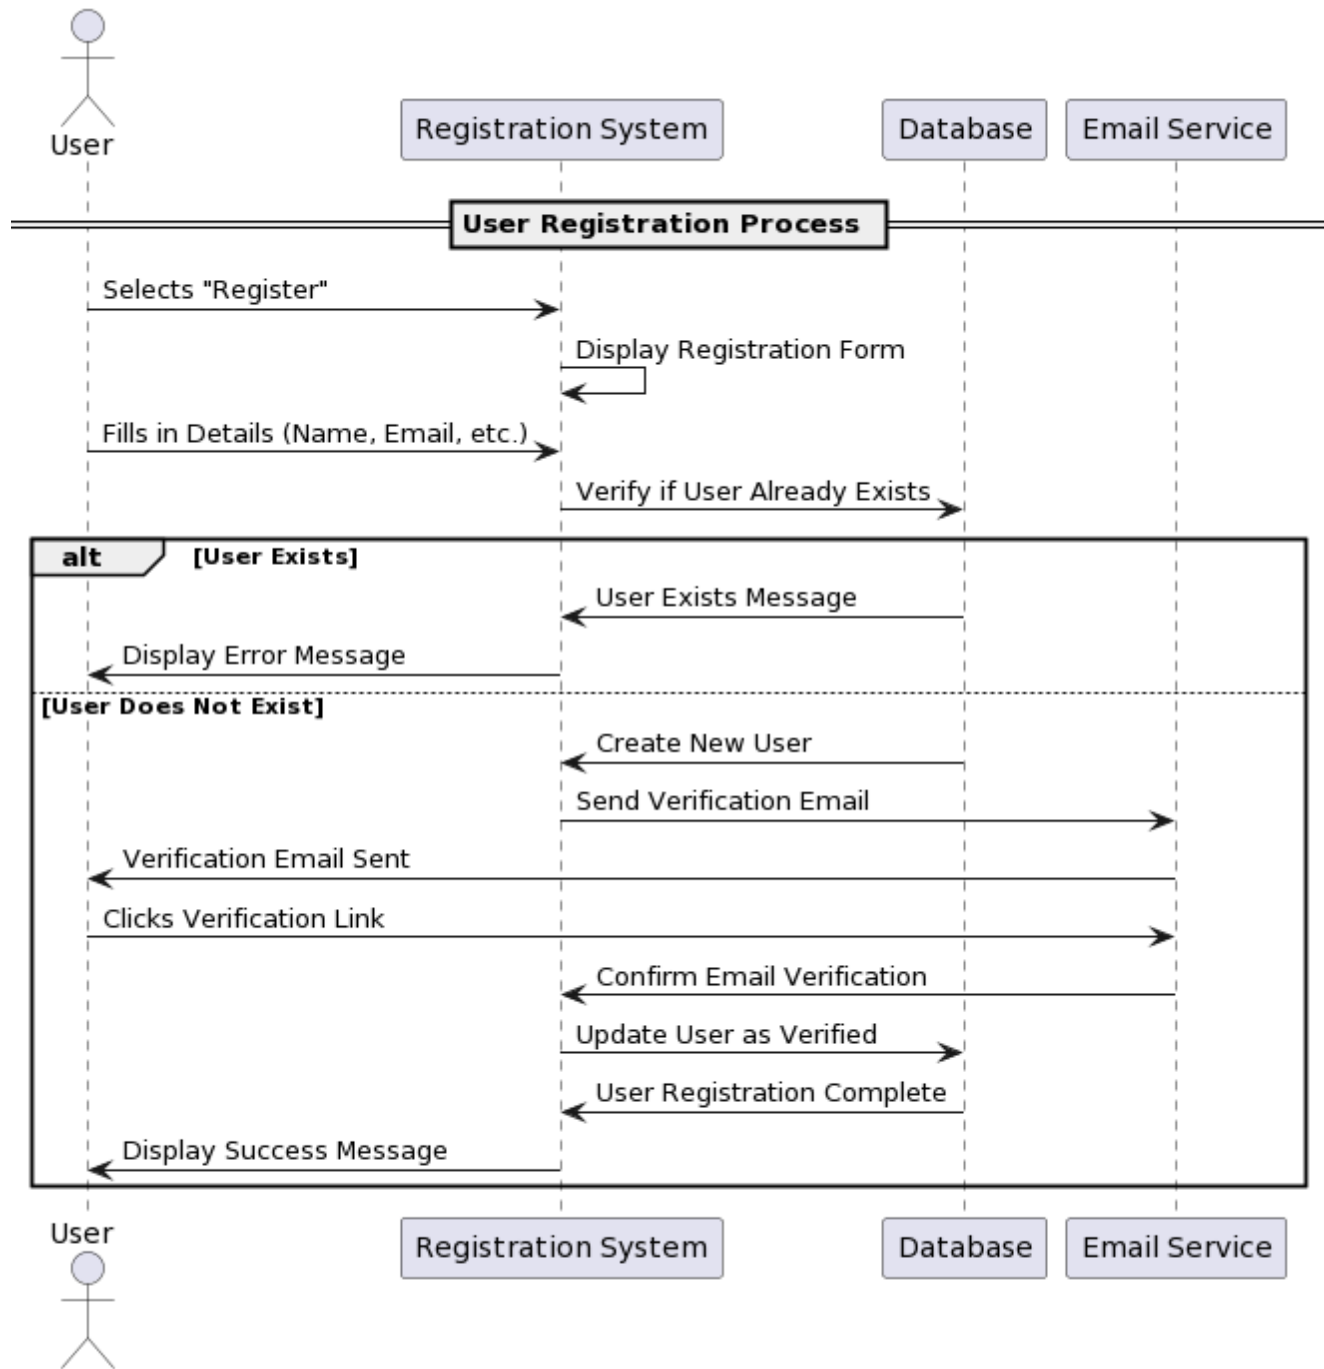 User
Registration System
Database
Email Service
User Registration Process
Selects "Register"
Display Registration Form
Fills in Details (Name, Email, etc.)
Verify if User Already Exists
alt [User Exists]
User Exists Message
Display Error Message
[User Does Not Exist]
Create New User
Send Verification Email
Verification Email Sent
Clicks Verification Link
Confirm Email Verification
Update User as Verified
User Registration Complete
Display Success Message
User
Registration System
Database
Email Service